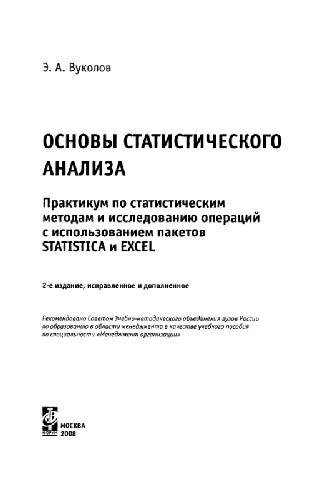 Э. А. Вуколов
ОСНОВЫ СТАТИСТИЧЕСКОГО
АНАЛИЗА
Практикум по статистическим
методам и исследованию операций
с использованием пакетов
STATISTICA и EXCEL
2-е издание, исправленное и дополненное
Рекомендовано Советом Учебно-методического объединения вузов России
по образованию в области менеджмента в качестве учебного пособия
по специальности «Менеджмент организации»
МОСКВА
2008